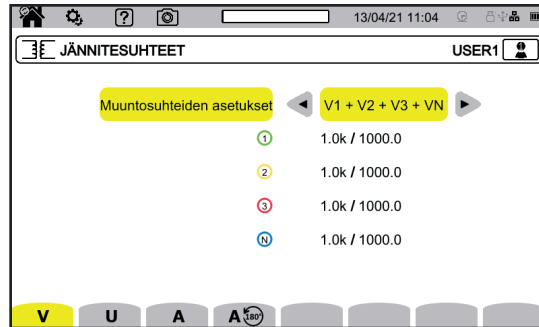 ? 13/04/21 11:04
JÄNNITESUHTEET USER1
Muuntosuhteiden asetukset V1 + V2 + V3 + VN
1 1.0k / 1000.0
2 1.0k / 1000.0
3 1.0k / 1000.0
N 1.0k / 1000.0
V U A A 180°